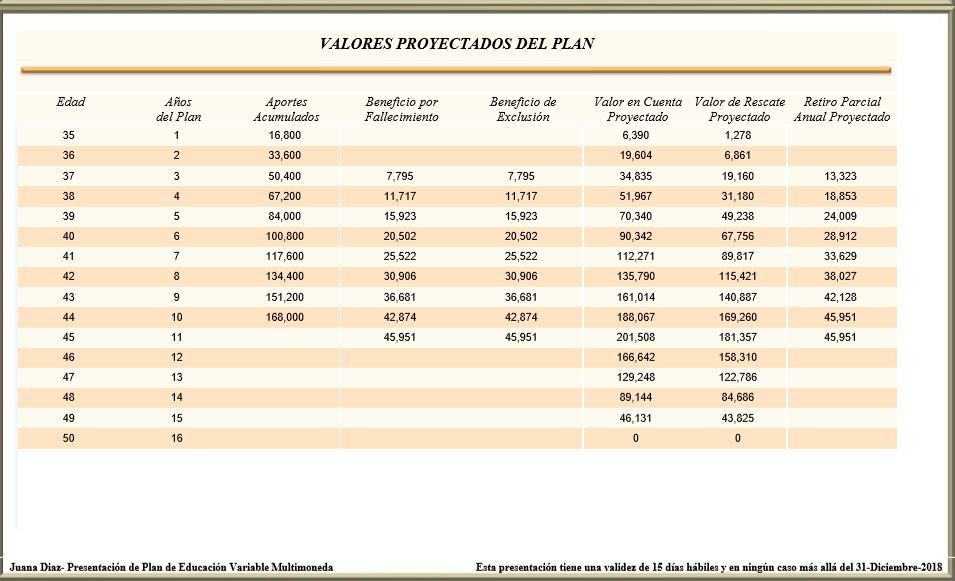 VALORES PROYECTADOS DEL PLAN
Edad Años Aportes Beneficio por Beneficio de Valor en Cuenta Valor de Rescate Retiro Parcial
del Plan Acumulados Fallecimiento Exclusión Proyectado Proyectado Anual Proyectado
35 1 16,800 6,390 1,278
36 2 33,600 19,604 6,861
37 3 50,400 7,795 7,795 34,835 19,160 13,323
38 4 67,200 11,717 11,717 51,967 31,180 18,853
39 5 84,000 15,923 15,923 70,340 49,238 24,009
40 6 100,800 20,502 20,502 90,342 67,756 28,912
41 7 117,600 25,522 25,522 112,271 89,817 33,629
42 8 134,400 30,906 30,906 135,790 115,421 38,027
43 9 151,200 36,681 36,681 161,014 140,887 42,128
44 10 168,000 42,874 42,874 188,067 169,260 45,951
45 11 45,951 45,951 201,508 181,357 45,951
46 12 166,642 158,310
47 13 129,248 122,786
48 14 89,144 84,686
49 15 46,131 43,825
50 16 0 0
Juana Diaz- Presentación de Plan de Educación Variable Multimoneda Esta presentación tiene una validez de 15 días hábiles y en ningún caso más allá del 31-Diciembre-2018